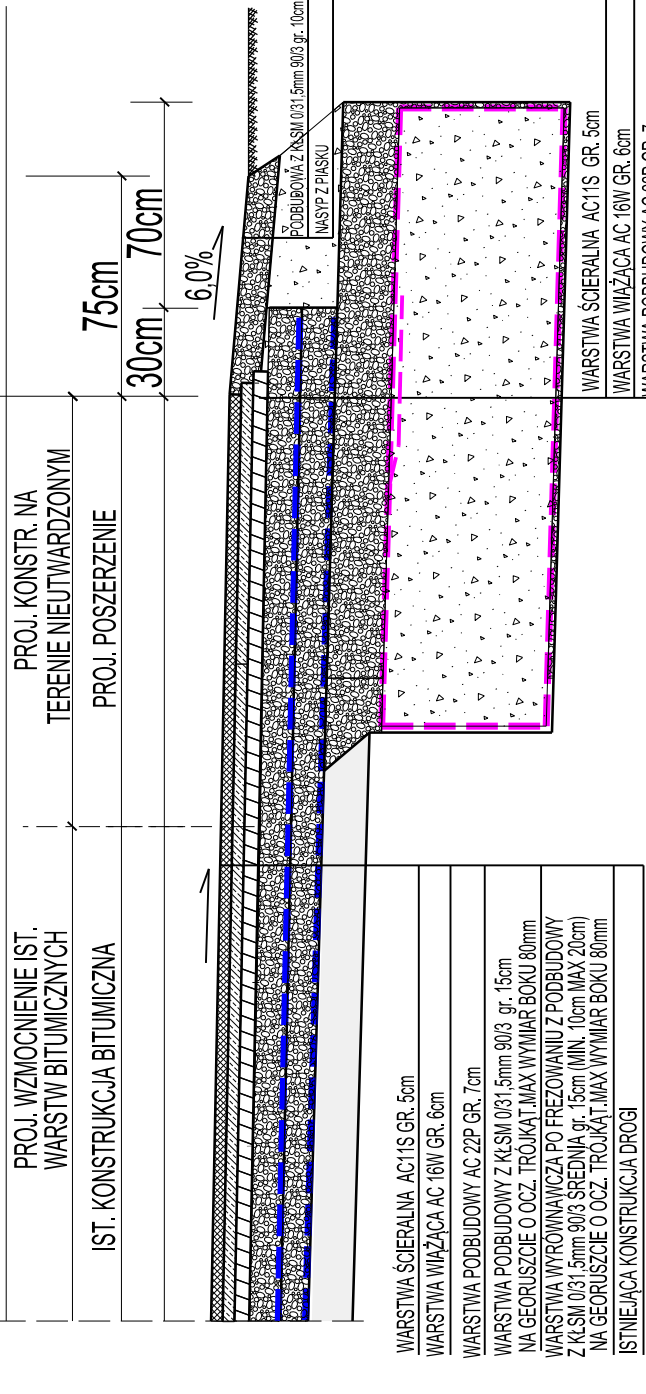 PROJ. WZMOCNIENIE IST.
WARSTW BITUMICZNYCH
IST. KONSTRUKCJA BITUMICZNA
PROJ. KONSTR. NA
TERENIE NIEUTWARDZONYM
PROJ. POSZERZENIE
75cm
30cm
70cm
6,0%
PODBUDOWA Z KŁSM 0/31,5mm 90/3 gr. 10cm
NASYP Z PIASKU
WARSTWA ŚCIERALNA AC11S GR. 5cm
WARSTWA WIĄŻĄCA AC 16W GR. 6cm
WARSTWA PODBUDOWY AC 22P GR. 7cm
WARSTWA PODBUDOWY Z KŁSM 0/31,5mm 90/3 gr. 15cm
NA GEORUSZCIE O OCZ. TRÓJKĄT.MAX WYMIAR BOKU 80mm
WARSTWA WYRÓWNAWCZA PO FREZOWANIU Z PODBUDOWY
Z KŁSM 0/31,5mm 90/3 ŚREDNIA gr. 15cm (MIN. 10cm MAX 20cm)
NA GEORUSZCIE O OCZ. TRÓJKĄT.MAX WYMIAR BOKU 80mm
ISTNIEJĄCA KONSTRUKCJA DROGI
WARSTWA ŚCIERALNA AC11S GR. 5cm
WARSTWA WIĄŻĄCA AC 16W GR. 6cm